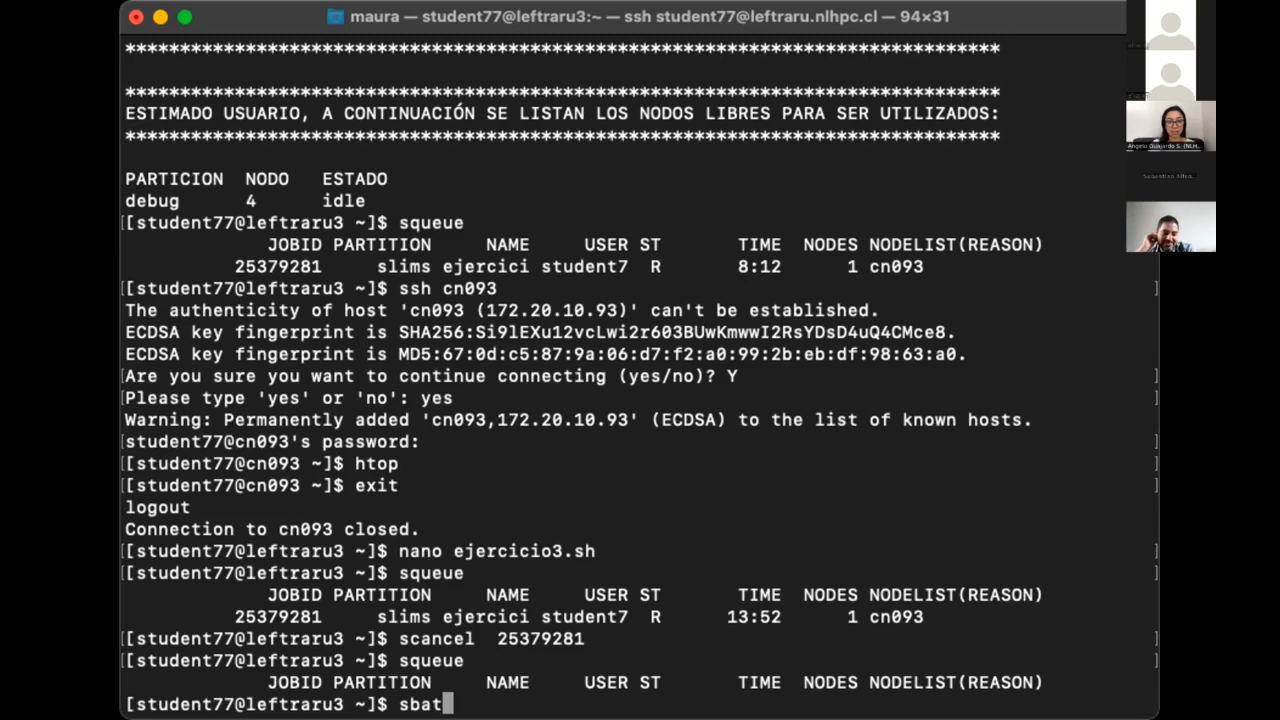 maura — student77@leftraru3:~ — ssh student77@leftraru.nlhpc.cl — 94×31
********************************************************************************
********************************************************************************
ESTIMADO USUARIO, A CONTINUACIÓN SE LISTAN LOS NODOS LIBRES PARA SER UTILIZADOS:
********************************************************************************
PARTICION NODO ESTADO
debug 4 idle
[[student77@leftraru3 ~]$ squeue
JOBID PARTITION NAME USER ST TIME NODES NODELIST(REASON)
25379281 slims ejercici student7 R 8:12 1 cn093
[[student77@leftraru3 ~]$ ssh cn093 ]
The authenticity of host 'cn093 (172.20.10.93)' can't be established.
ECDSA key fingerprint is SHA256:Si9lEXu12vcLwi2r603BUwKmwwI2RsYDsD4uQ4CMce8.
ECDSA key fingerprint is MD5:67:0d:c5:87:9a:06:d7:f2:a0:99:2b:eb:df:98:63:a0.
[Are you sure you want to continue connecting (yes/no)? Y ]
[Please type 'yes' or 'no': yes ]
Warning: Permanently added 'cn093,172.20.10.93' (ECDSA) to the list of known hosts.
[student77@cn093's password: ]
[[student77@cn093 ~]$ htop ]
[[student77@cn093 ~]$ exit ]
logout
Connection to cn093 closed.
[[student77@leftraru3 ~]$ nano ejercicio3.sh ]
[[student77@leftraru3 ~]$ squeue ]
JOBID PARTITION NAME USER ST TIME NODES NODELIST(REASON)
25379281 slims ejercici student7 R 13:52 1 cn093
[[student77@leftraru3 ~]$ scancel 25379281 ]
[[student77@leftraru3 ~]$ squeue ]
JOBID PARTITION NAME USER ST TIME NODES NODELIST(REASON)
[student77@leftraru3 ~]$ sbat
Angelo Guajardo S. (NLH...